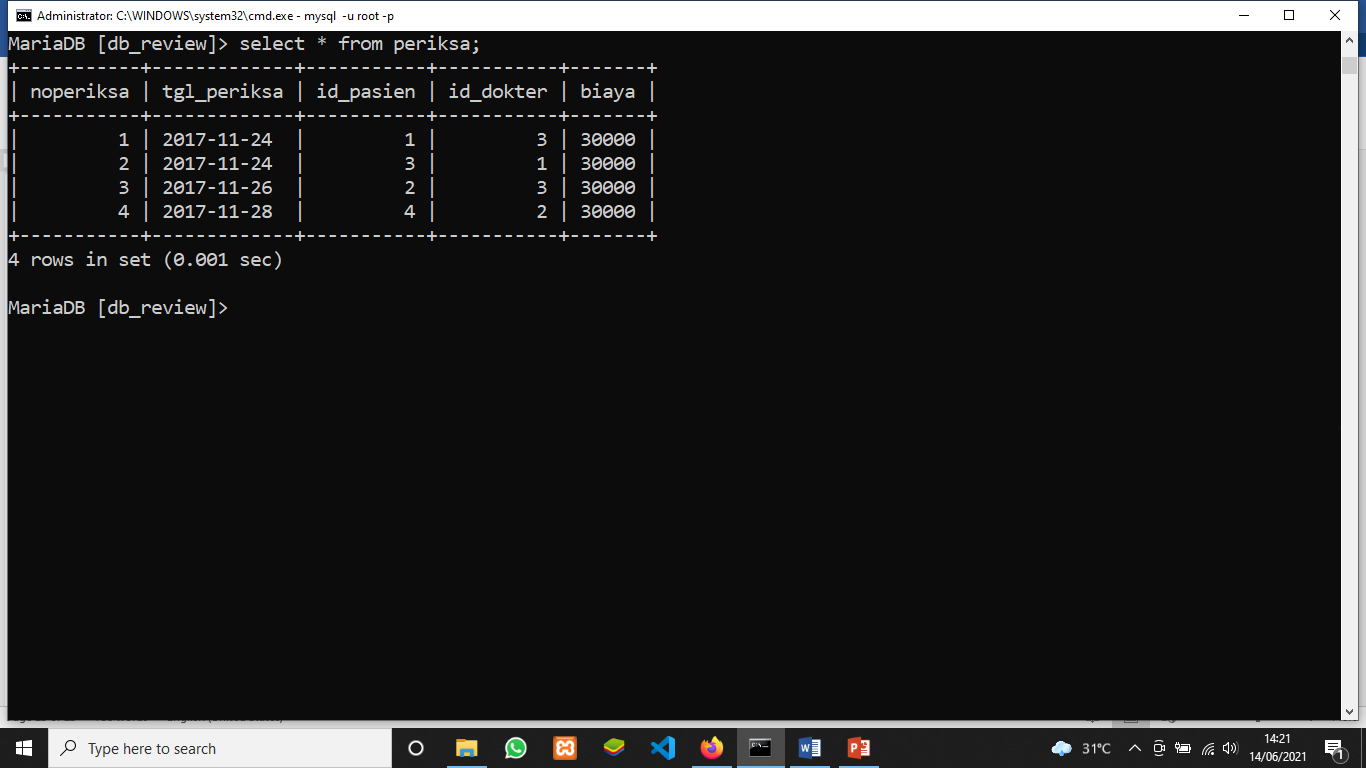 Administrator: C:\WINDOWS\system32\cmd.exe - mysql  -u root -p
MariaDB [db_review]> select * from periksa;
+-----------+-------------+-----------+-----------+-------+
| noperiksa | tgl_periksa | id_pasien | id_dokter | biaya |
+-----------+-------------+-----------+-----------+-------+
|         1 | 2017-11-24  |         1 |         3 | 30000 |
|         2 | 2017-11-24  |         3 |         1 | 30000 |
|         3 | 2017-11-26  |         2 |         3 | 30000 |
|         4 | 2017-11-28  |         4 |         2 | 30000 |
+-----------+-------------+-----------+-----------+-------+
4 rows in set (0.001 sec)
MariaDB [db_review]>
Type here to search
31°C
14:21
14/06/2021
1